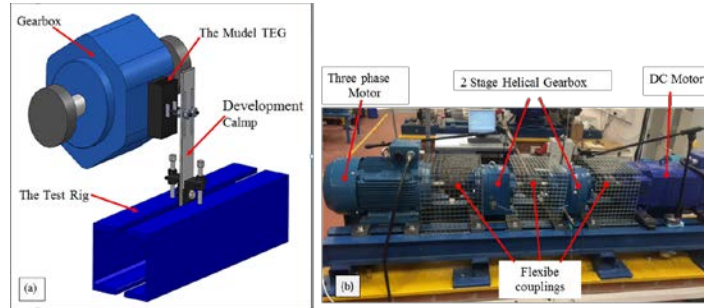 Gearbox
The Mudel TEG
Development
Calmp
The Test Rig
(a)
Three phase
Motor
2 Stage Helical Gearbox
DC Motor
Flexibe
couplings
(b)